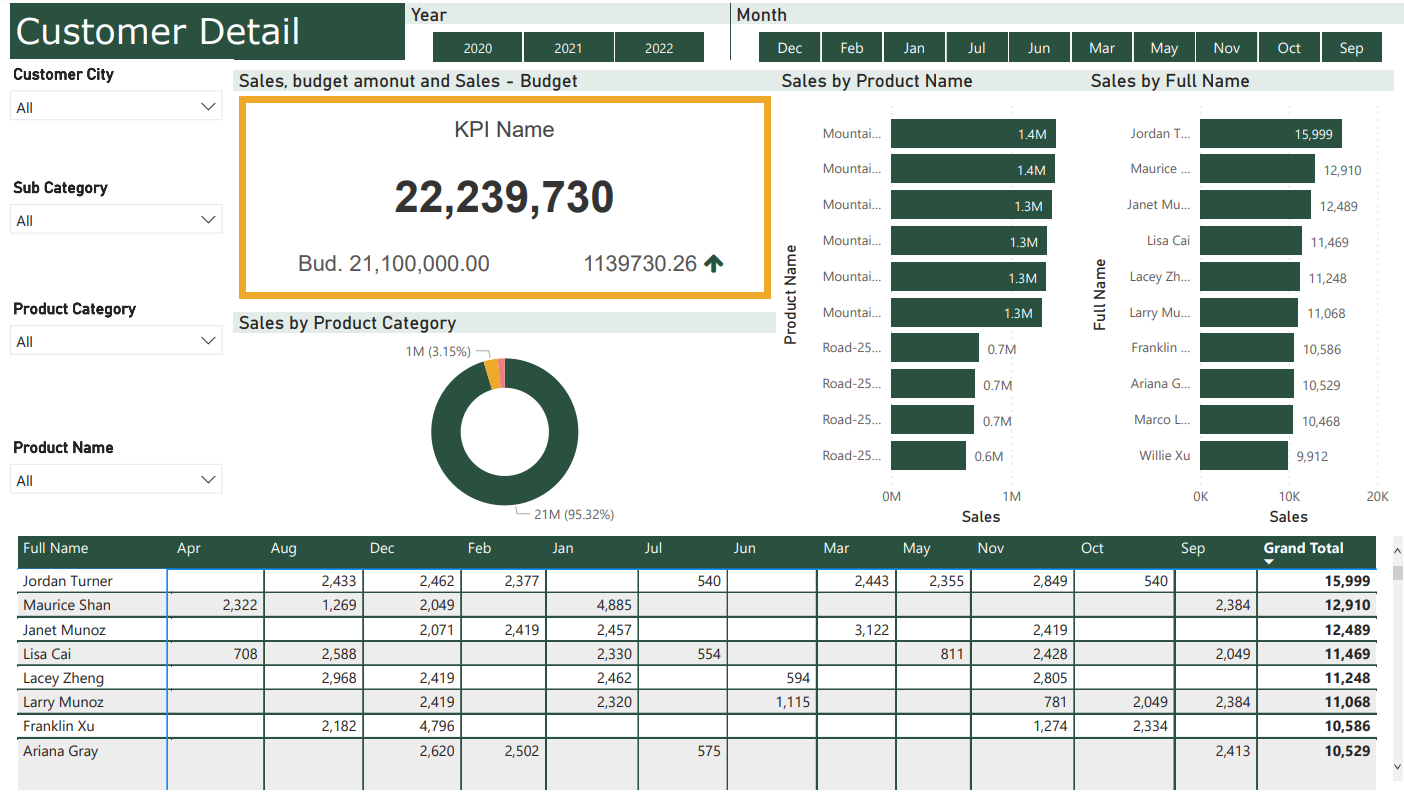 Customer Detail
Year
2020 2021 2022
Month
Dec Feb Jan Jul Jun Mar May Nov Oct Sep
Customer City
All
Sub Category
All
Product Category
All
Product Name
All
Sales, budget amonut and Sales - Budget
KPI Name
22,239,730
Bud. 21,100,000.00 1139730.26
Sales by Product Category
1M (3.15%)
21M (95.32%)
Sales by Product Name
Product Name
Mountai... 1.4M
Mountai... 1.4M
Mountai... 1.3M
Mountai... 1.3M
Mountai... 1.3M
Mountai... 1.3M
Road-25... 0.7M
Road-25... 0.7M
Road-25... 0.7M
Road-25... 0.6M
0M 1M
Sales
Sales by Full Name
Full Name
Jordan T... 15,999
Maurice ... 12,910
Janet Mu... 12,489
Lisa Cai 11,469
Lacey Zh... 11,248
Larry Mu... 11,068
Franklin ... 10,586
Ariana G... 10,529
Marco L... 10,468
Willie Xu 9,912
0K 10K 20K
Sales
Full Name Apr Aug Dec Feb Jan Jul Jun Mar May Nov Oct Sep Grand Total
Jordan Turner 2,433 2,462 2,377 540 2,443 2,355 2,849 540 15,999
Maurice Shan 2,322 1,269 2,049 4,885 2,384 12,910
Janet Munoz 2,071 2,419 2,457 3,122 2,419 12,489
Lisa Cai 708 2,588 2,330 554 811 2,428 2,049 11,469
Lacey Zheng 2,968 2,419 2,462 594 2,805 11,248
Larry Munoz 2,419 2,320 1,115 781 2,049 2,384 11,068
Franklin Xu 2,182 4,796 1,274 2,334 10,586
Ariana Gray 2,620 2,502 575 2,413 10,529